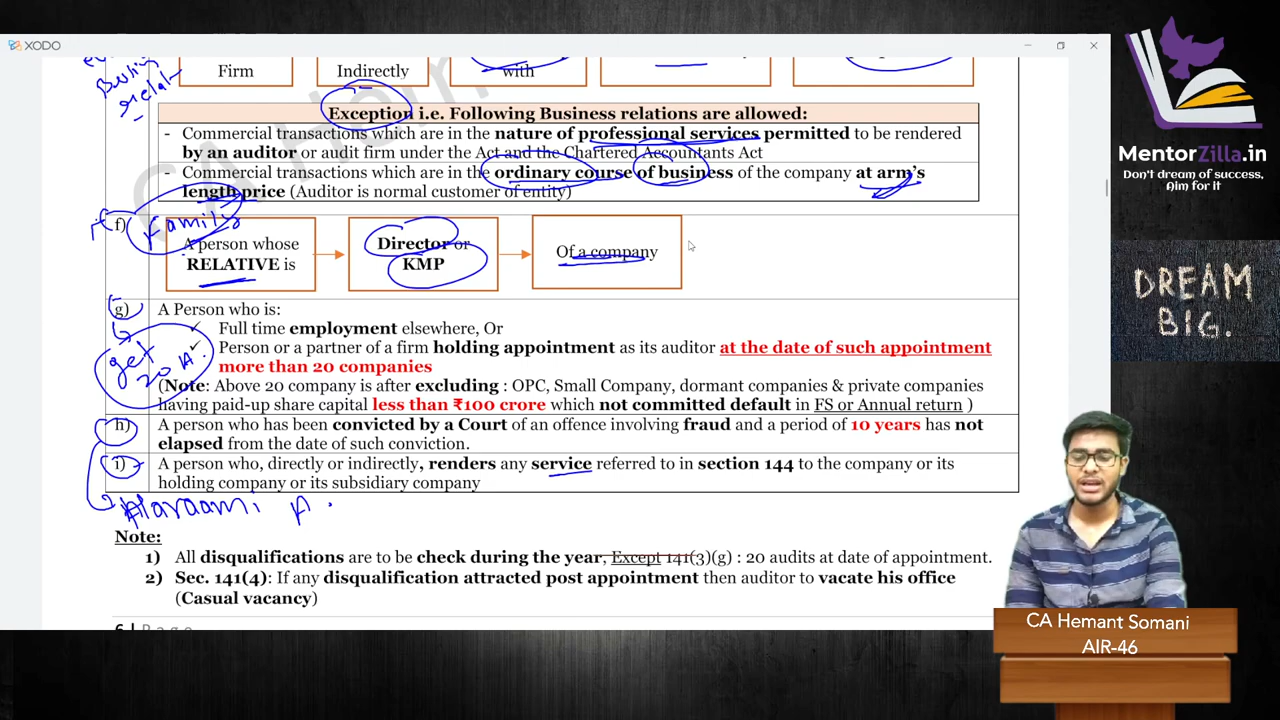 XODO
Firm
Indirectly
with
relat-
Exception i.e. Following Business relations are allowed:
- Commercial transactions which are in the nature of professional services permitted to be rendered
by an auditor or audit firm under the Act and the Chartered Accountants Act
- Commercial transactions which are in the ordinary course of business of the company at arm's
length price (Auditor is normal customer of entity)
f)
Family
A person whose
RELATIVE is
Director or
KMP
Of a company
g)
A Person who is:
✓ Full time employment elsewhere, Or
✓ Person or a partner of a firm holding appointment as its auditor at the date of such appointment
more than 20 companies
get
20 A.
(Note: Above 20 company is after excluding : OPC, Small Company, dormant companies & private companies
having paid-up share capital less than ₹100 crore which not committed default in FS or Annual return )
h)
A person who has been convicted by a Court of an offence involving fraud and a period of 10 years has not
elapsed from the date of such conviction.
i)
A person who, directly or indirectly, renders any service referred to in section 144 to the company or its
holding company or its subsidiary company
Haraami A.
Note:
1) All disqualifications are to be check during the year, Except 141(3)(g) : 20 audits at date of appointment.
2) Sec. 141(4): If any disqualification attracted post appointment then auditor to vacate his office
(Casual vacancy)
MentorZilla.in
Don't dream of success,
Aim for it
DREAM
BIG.
CA Hemant Somani
AIR-46